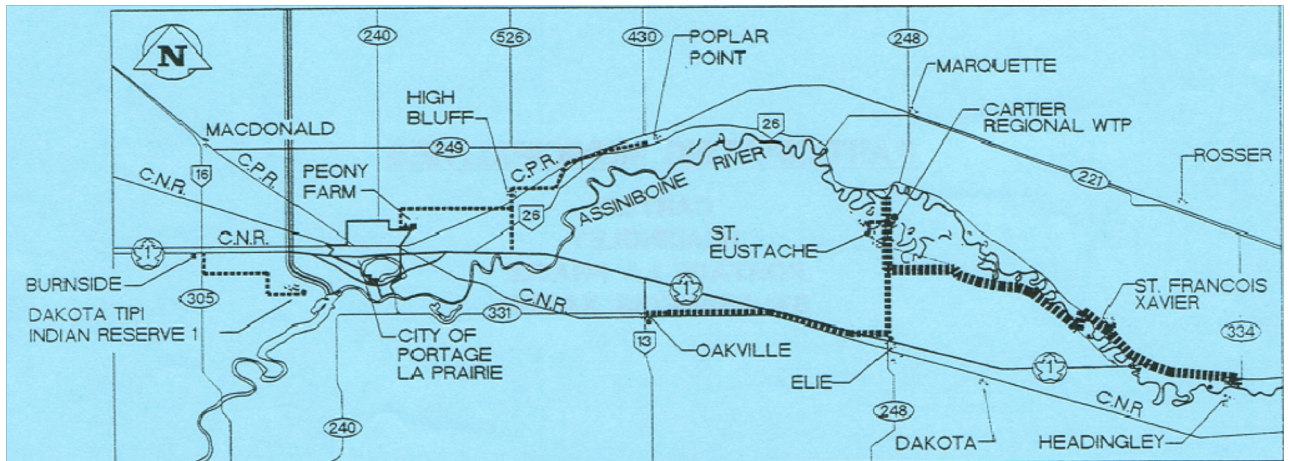 N
240
526
430
248
POPLAR
POINT
MARQUETTE
CARTIER
REGIONAL WTP
ROSSER
HIGH
BLUFF
MACDONALD
249
26
16
C.P.R.
C.P.R.
C.N.R.
PEONY
FARM
ASSINIBOINE
RIVER
221
26
ST.
EUSTACHE
C.N.R.
1
BURNSIDE
305
DAKOTA TIPI
INDIAN RESERVE 1
CITY OF
PORTAGE
LA PRAIRIE
C.N.R.
331
1
13
OAKVILLE
ELIE
ST. FRANCOIS
XAVIER
334
1
C.N.R
240
248
DAKOTA
HEADINGLEY